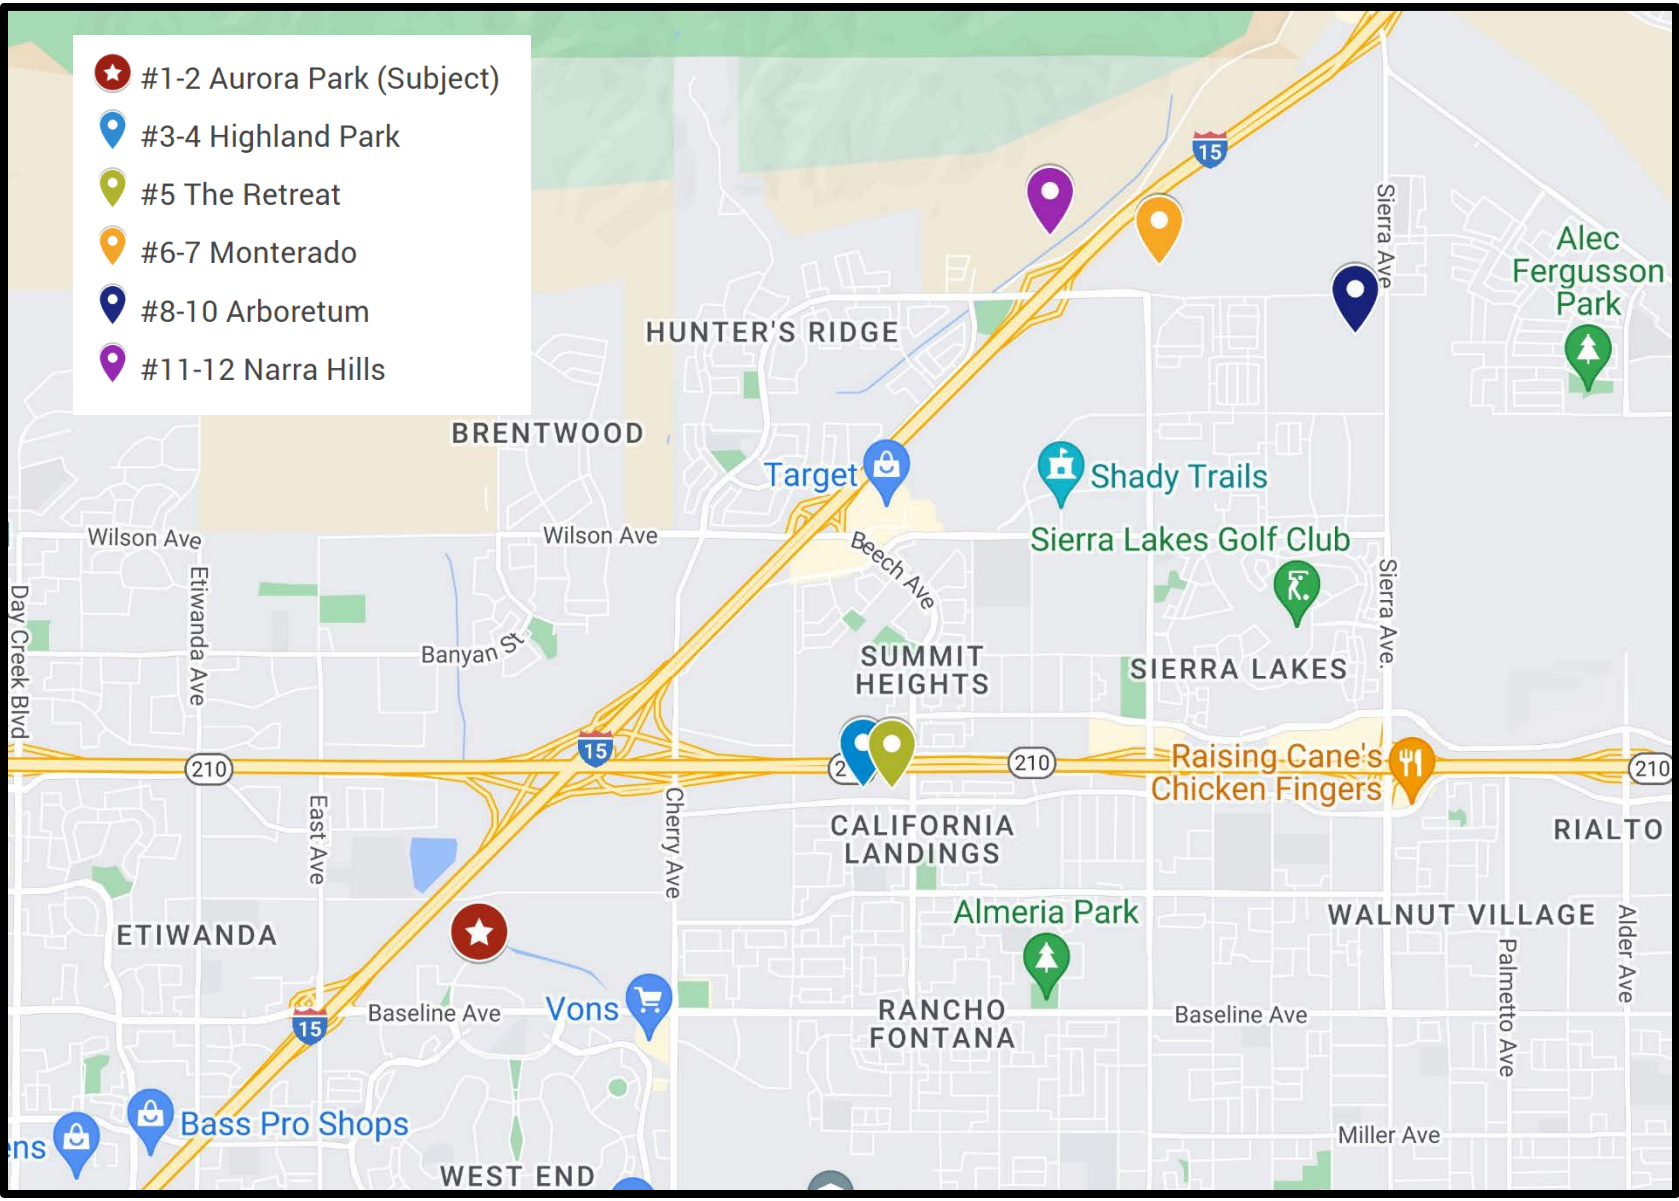 #1-2 Aurora Park (Subject)
#3-4 Highland Park
#5 The Retreat
#6-7 Monterado
#8-10 Arboretum
#11-12 Narra Hills
15
Sierra Ave
Alec
Fergusson
Park
HUNTER'S RIDGE
BRENTWOOD
Target
Shady Trails
Wilson Ave
Wilson Ave
Beech Ave
Sierra Lakes Golf Club
Etiwanda Ave
Day Creek Blvd
Sierra Ave.
Banyan St
SUMMIT
HEIGHTS
SIERRA LAKES
15
210
2
210
Raising Cane's
Chicken Fingers
210
East Ave
Cherry Ave
CALIFORNIA
LANDINGS
RIALTO
ETIWANDA
Almeria Park
WALNUT VILLAGE
Alder Ave
Palmetto Ave
15
Baseline Ave
Vons
RANCHO
FONTANA
Baseline Ave
Bass Pro Shops
ens
Miller Ave
WEST END